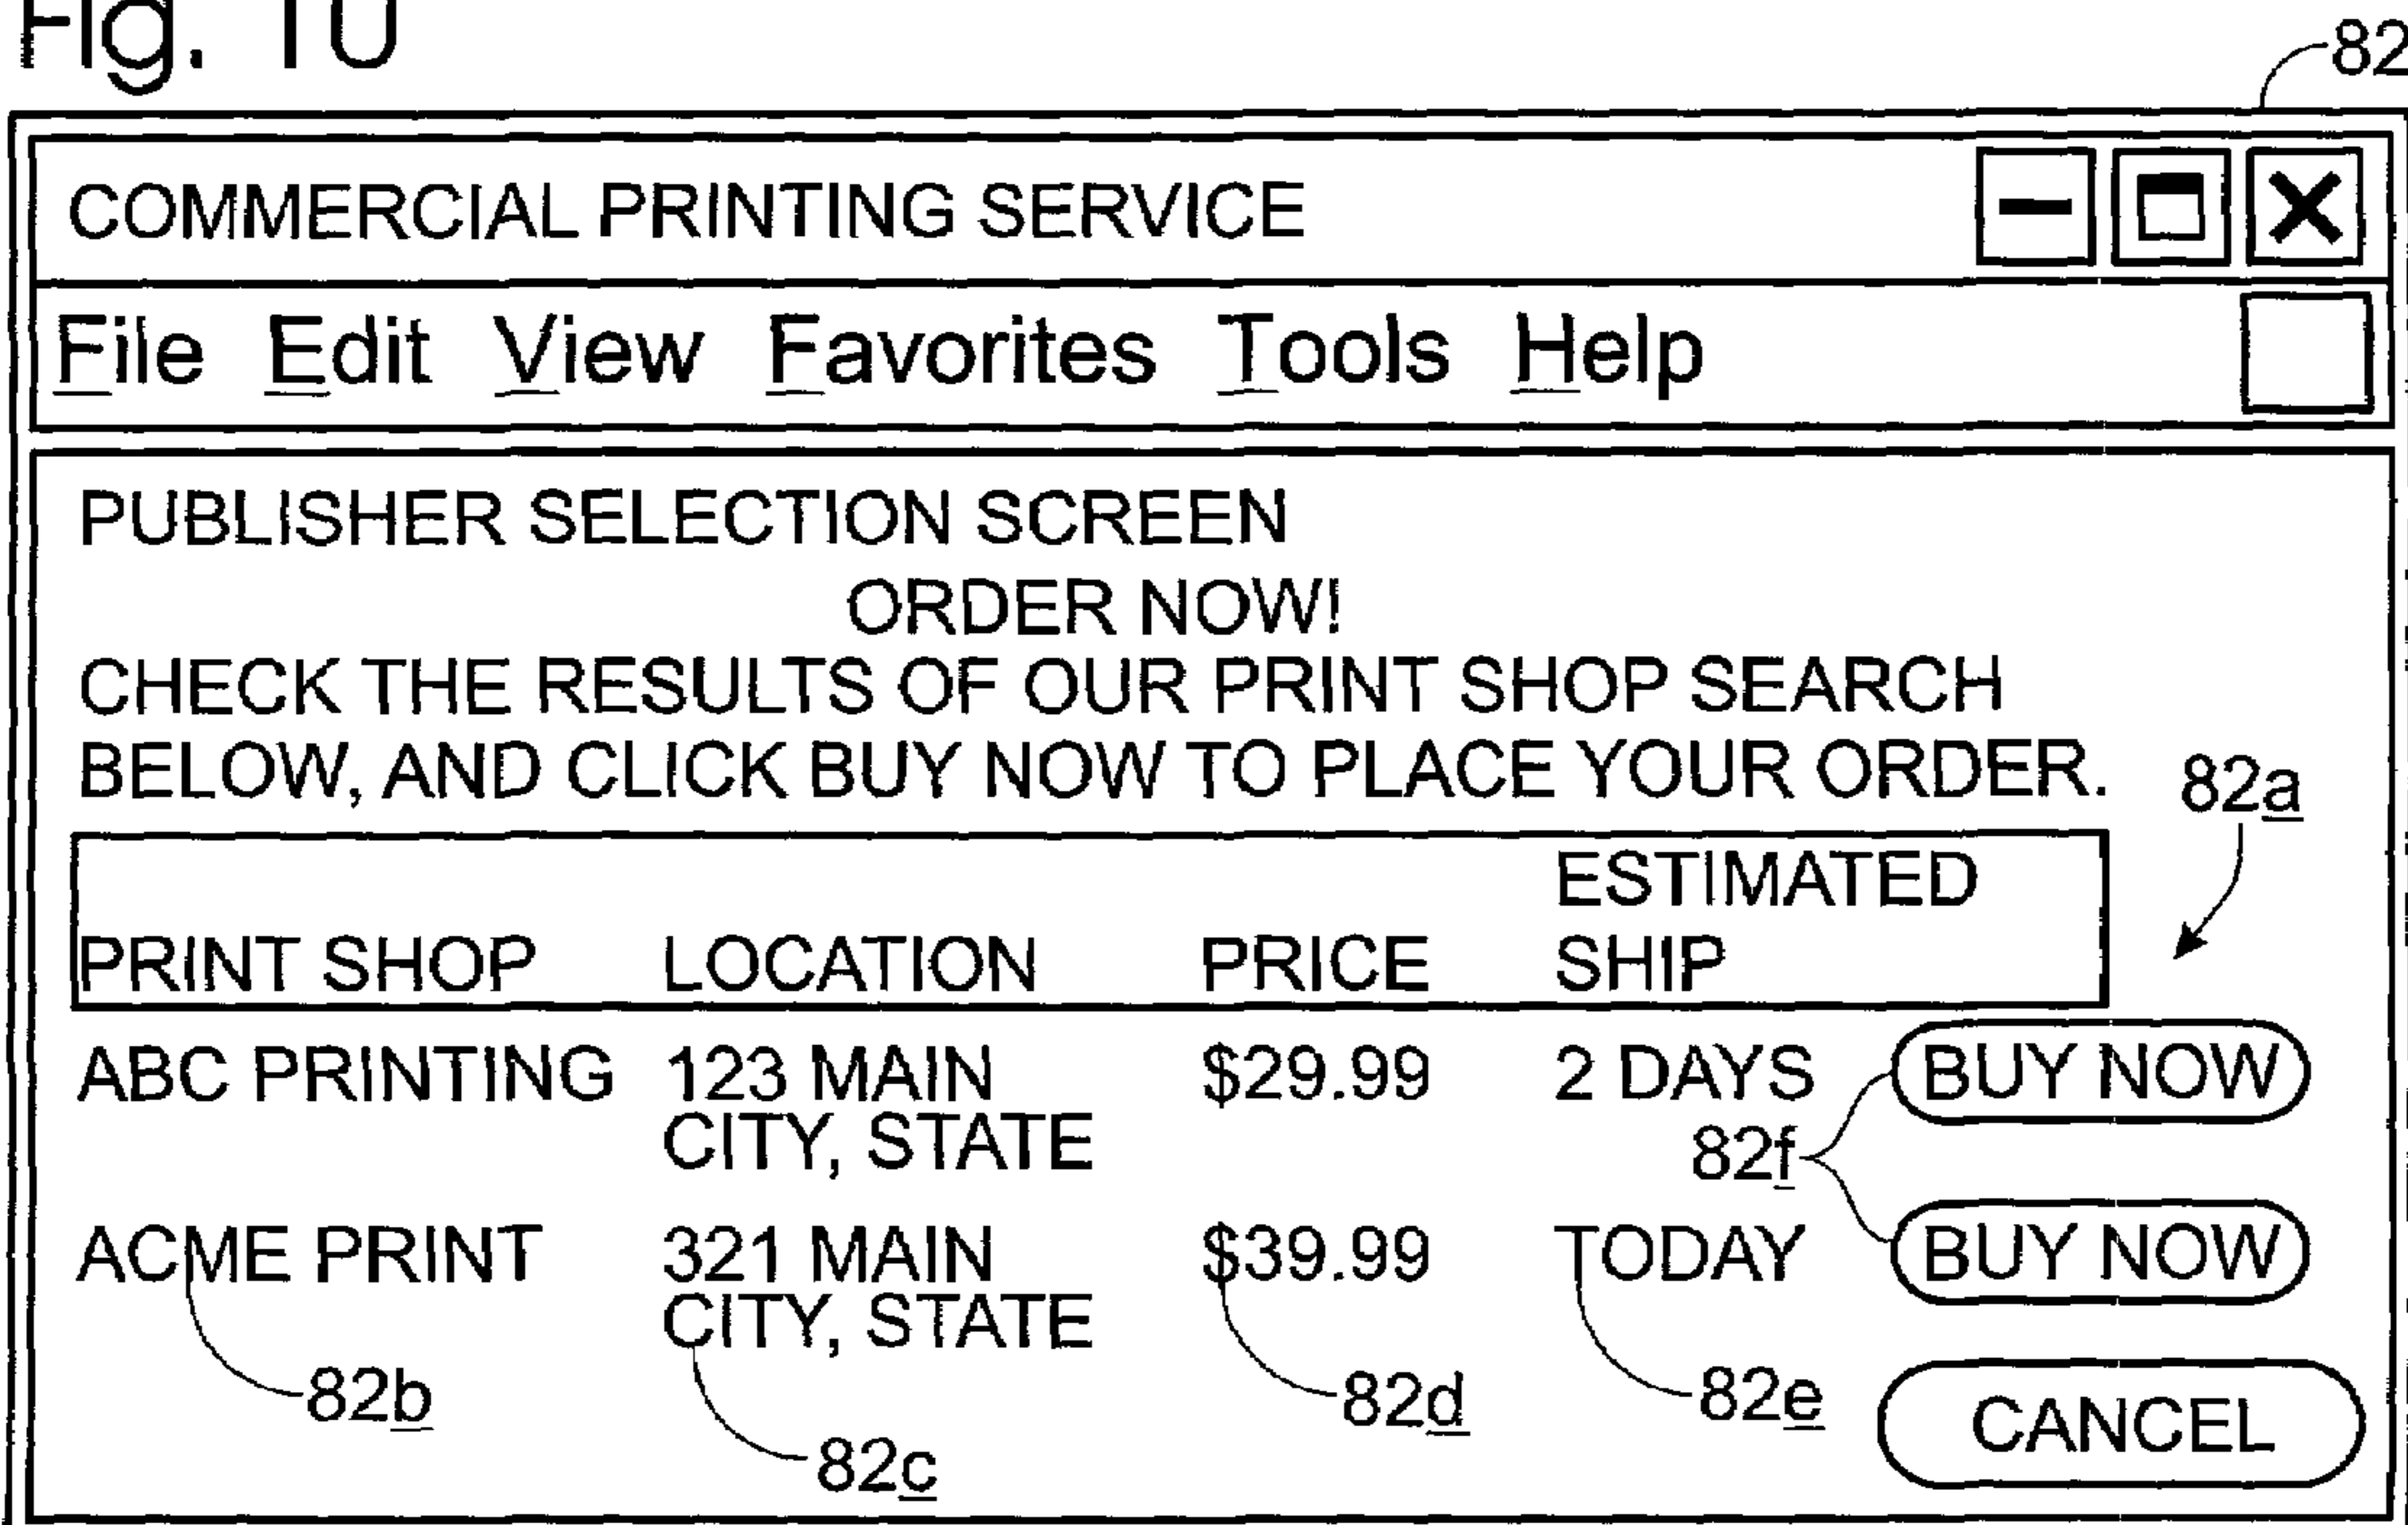 Fig. 10
82
COMMERCIAL PRINTING SERVICE
File Edit View Favorites Tools Help
PUBLISHER SELECTION SCREEN
ORDER NOW!
CHECK THE RESULTS OF OUR PRINT SHOP SEARCH
BELOW, AND CLICK BUY NOW TO PLACE YOUR ORDER.
82a
ESTIMATED
PRINT SHOP LOCATION PRICE SHIP
ABC PRINTING 123 MAIN $29.99 2 DAYS BUY NOW
CITY, STATE
82f
ACME PRINT 321 MAIN $39.99 TODAY BUY NOW
CITY, STATE
82b 82d 82e
CANCEL
82c